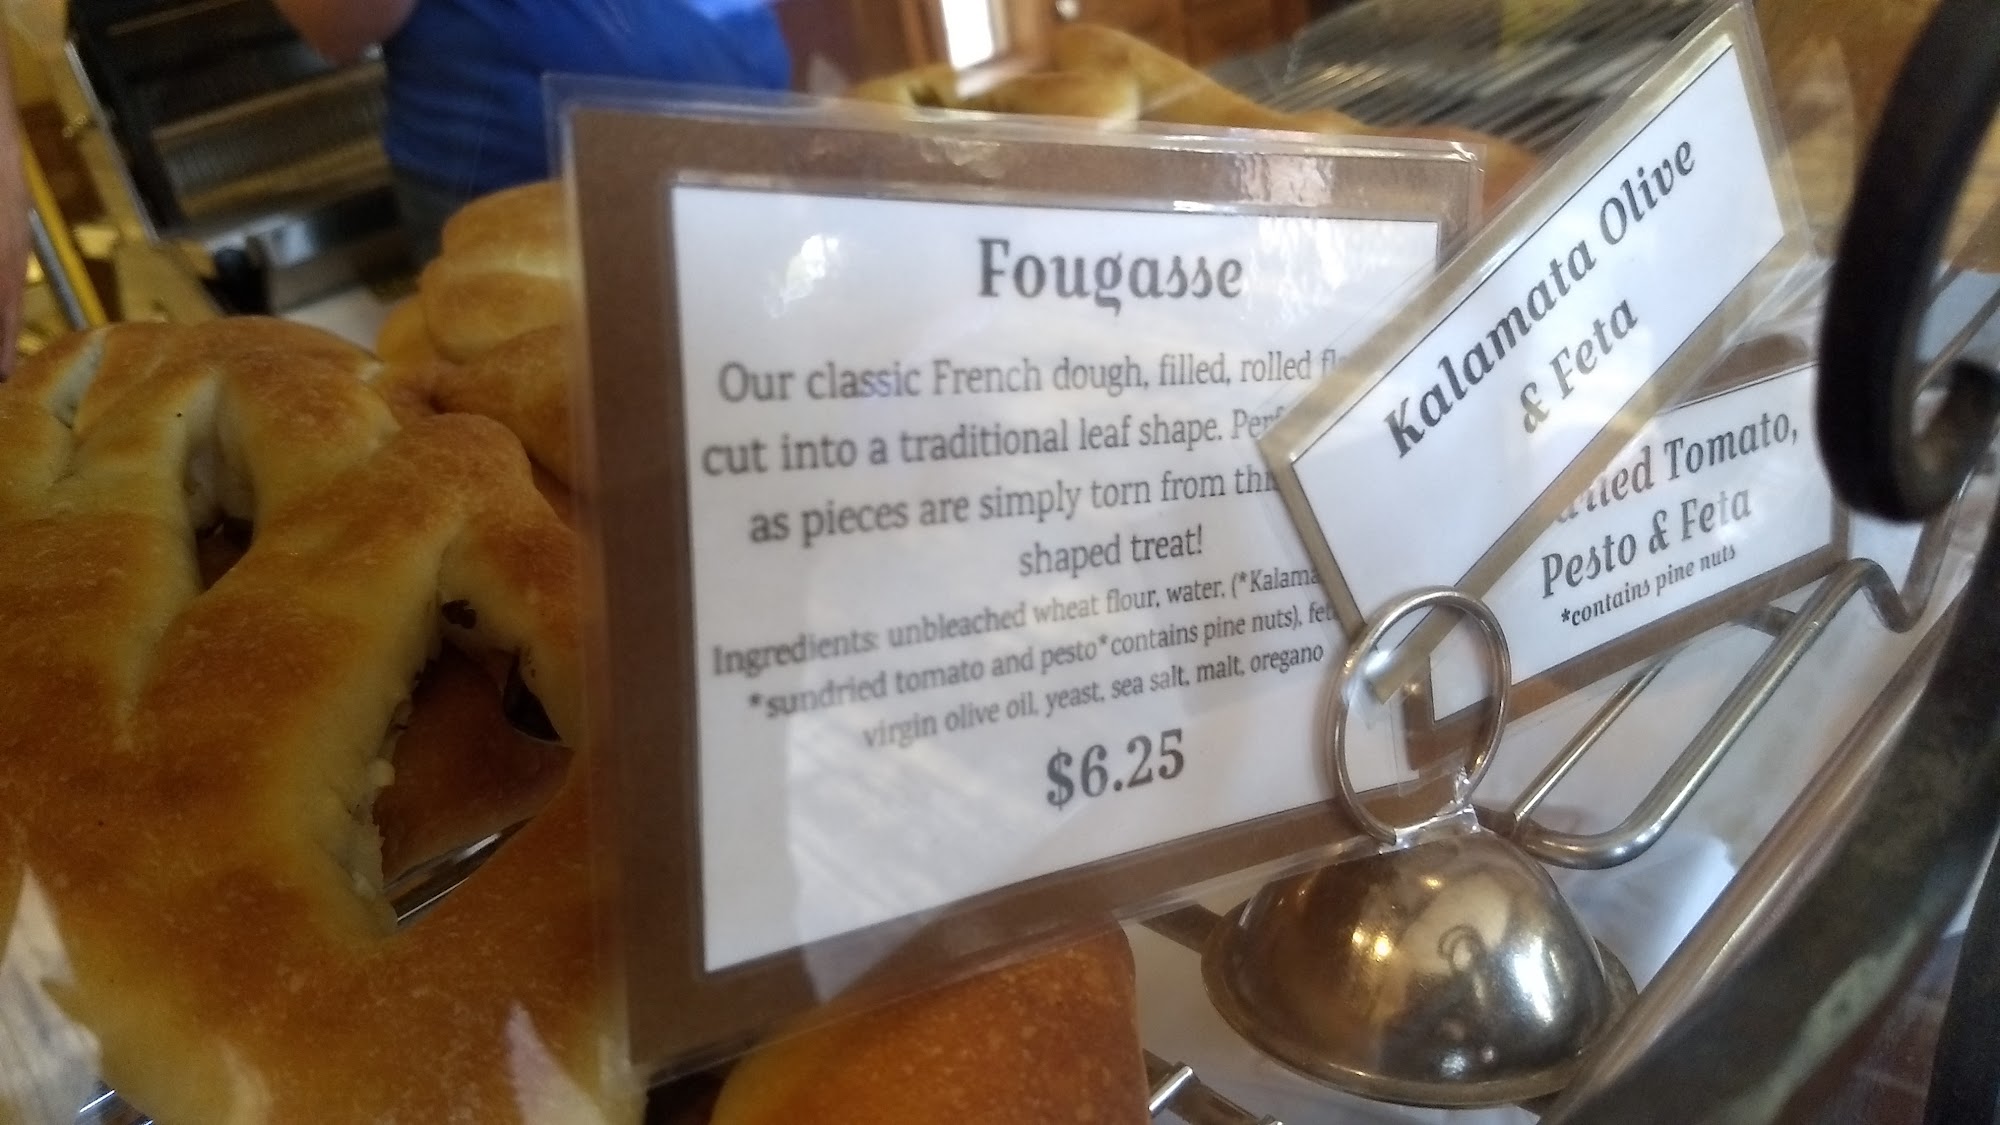 Fougasse
Our classic French dough, filled, rolled
cut into a traditional leaf shape.
as pieces are simply torn from
shaped treat!
Ingredients: unbleached wheat flour, water, (*Kalama
*sundried tomato and pesto*contains pine nuts),
virgin olive oil, yeast, sea salt, malt, oregano
$6.25
Kalamata Olive
& Feta
Tomato,
Pesto & Feta
*contains pine nuts